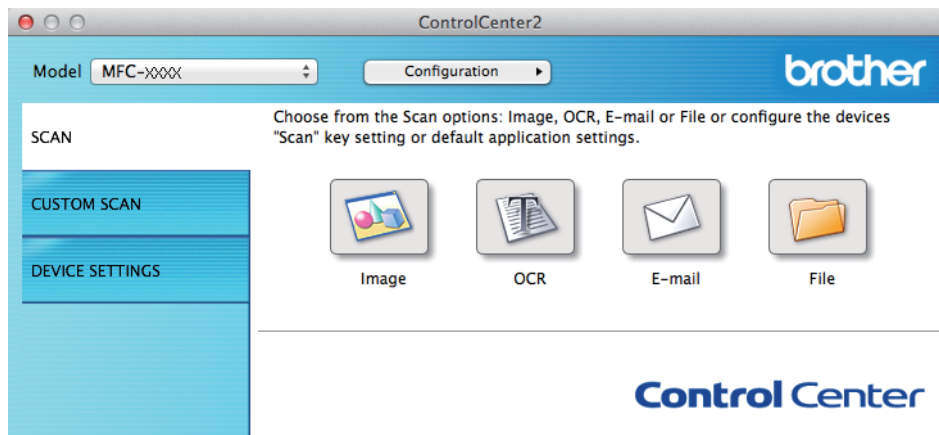 ControlCenter2
Model MFC-XXXX Configuration
brother
SCAN
CUSTOM SCAN
DEVICE SETTINGS
Choose from the Scan options: Image, OCR, E-mail or File or configure the devices
"Scan" key setting or default application settings.
Image OCR E-mail File
Control Center